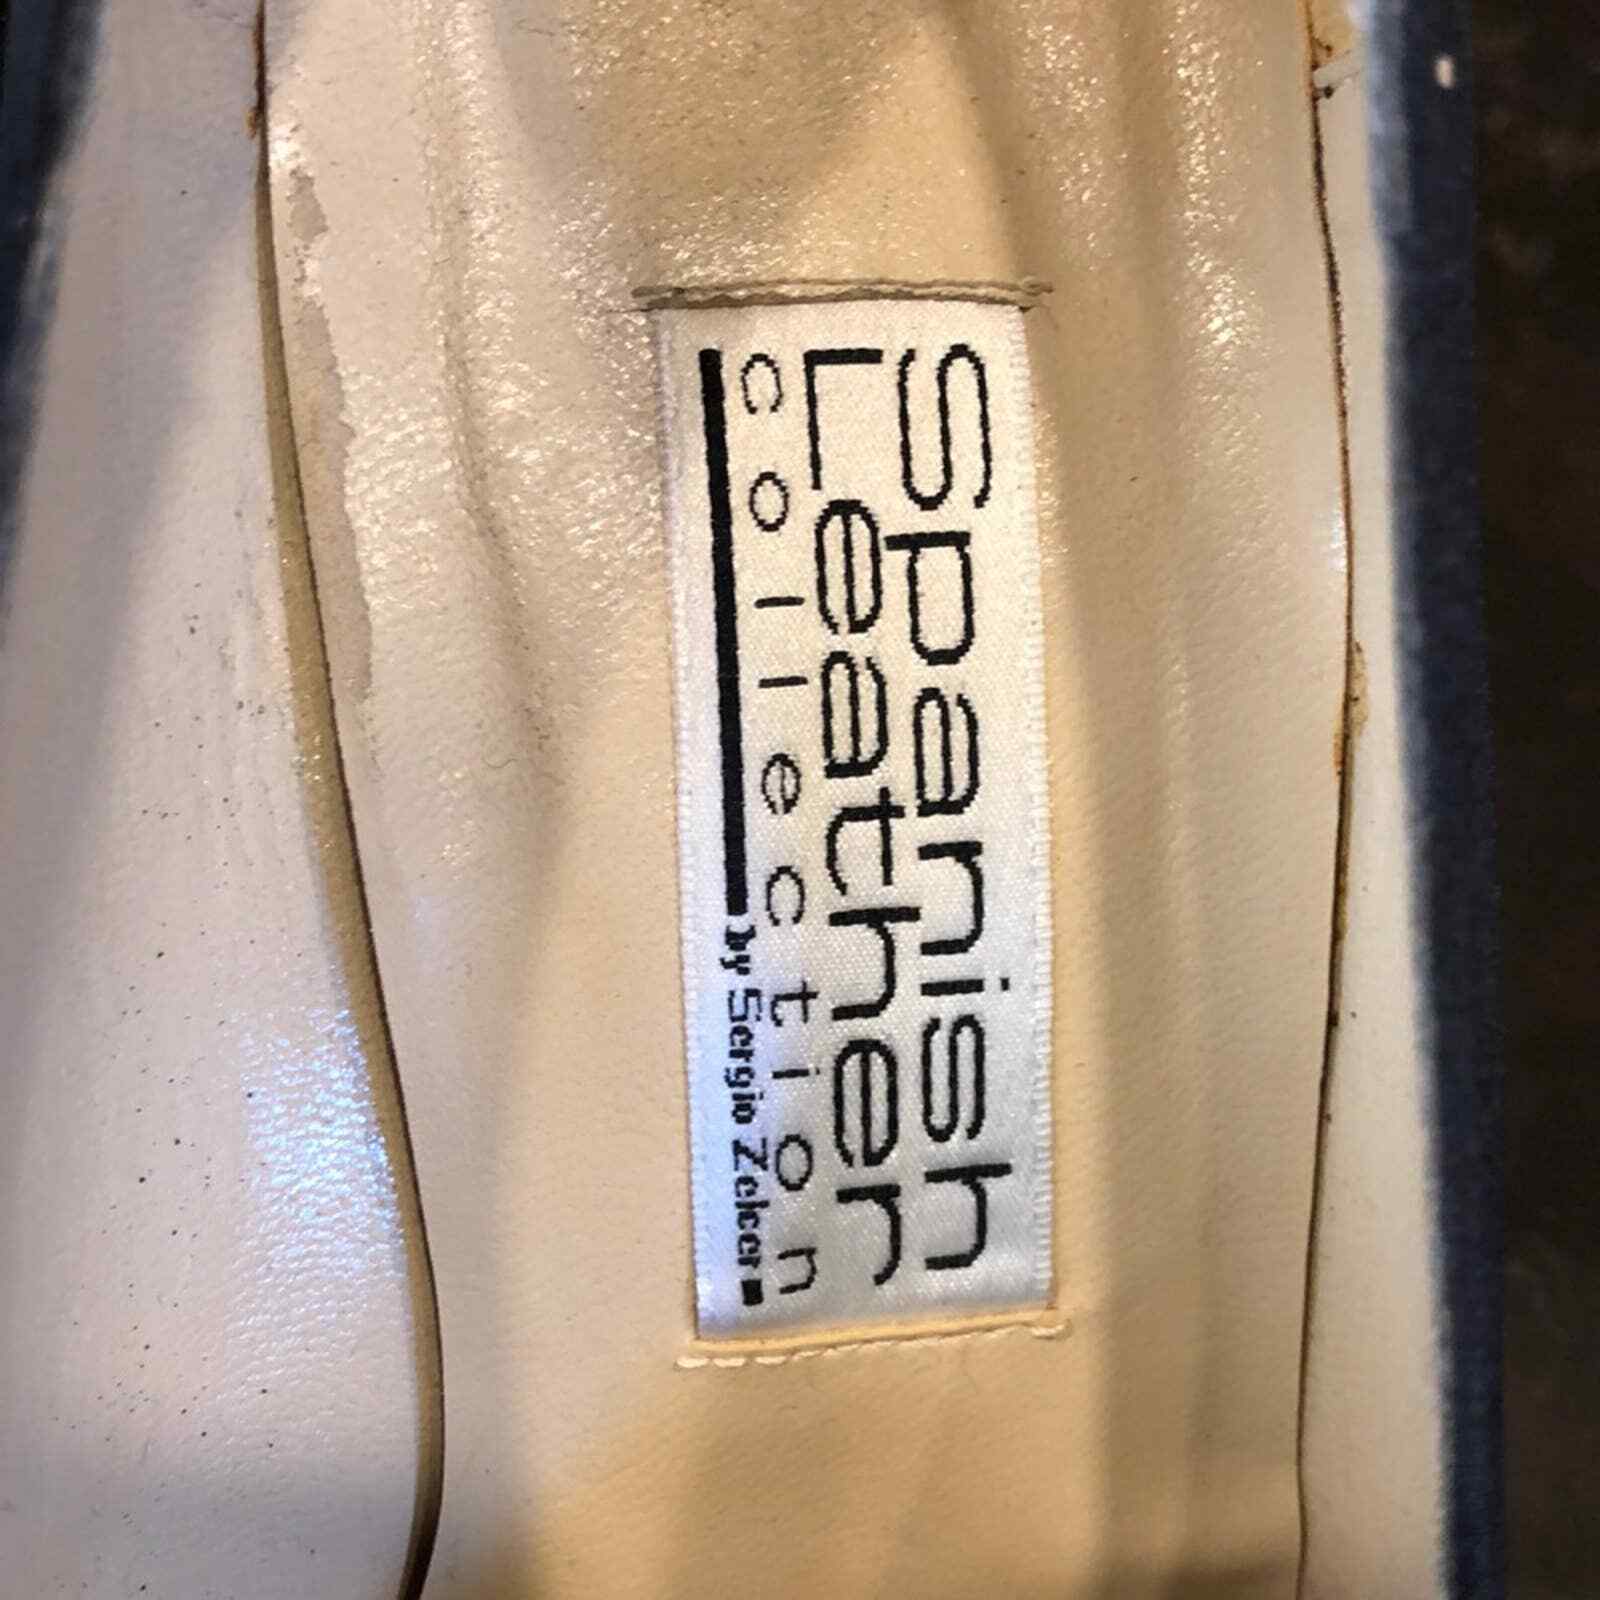 Spanish
Leather
collection
by Sergio Zelcer